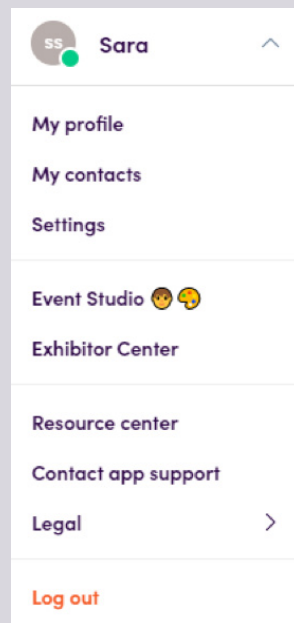 SS
Sara
My profile
My contacts
Settings
Event Studio 🧑🎨
Exhibitor Center
Resource center
Contact app support
Legal
Log out